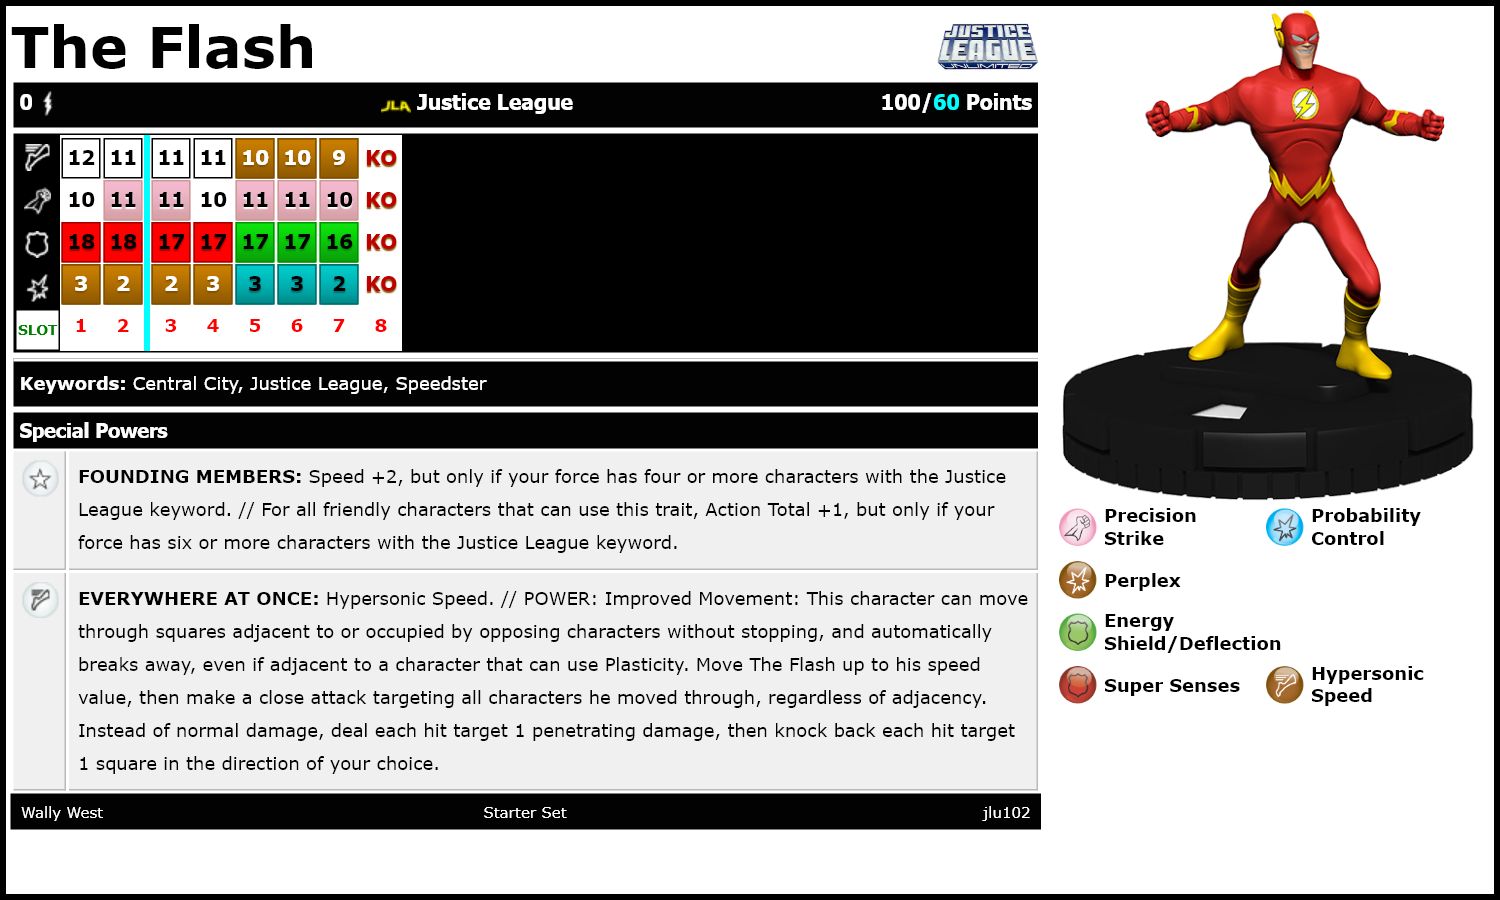 The Flash
JUSTICE
LEAGUE
UNLIMITED
0 JLA Justice League 100/60 Points
12 11 11 11 10 10 9 KO
10 11 11 10 11 11 10 KO
18 18 17 17 17 17 16 KO
3 2 2 3 3 3 2 KO
SLOT 1 2 3 4 5 6 7 8
Keywords: Central City, Justice League, Speedster
Special Powers
FOUNDING MEMBERS: Speed +2, but only if your force has four or more characters with the Justice
League keyword. // For all friendly characters that can use this trait, Action Total +1, but only if your
force has six or more characters with the Justice League keyword.
EVERYWHERE AT ONCE: Hypersonic Speed. // POWER: Improved Movement: This character can move
through squares adjacent to or occupied by opposing characters without stopping, and automatically
breaks away, even if adjacent to a character that can use Plasticity. Move The Flash up to his speed
value, then make a close attack targeting all characters he moved through, regardless of adjacency.
Instead of normal damage, deal each hit target 1 penetrating damage, then knock back each hit target
1 square in the direction of your choice.
Wally West Starter Set jlu102
Precision
Strike
Probability
Control
Perplex
Energy
Shield/Deflection
Super Senses
Hypersonic
Speed